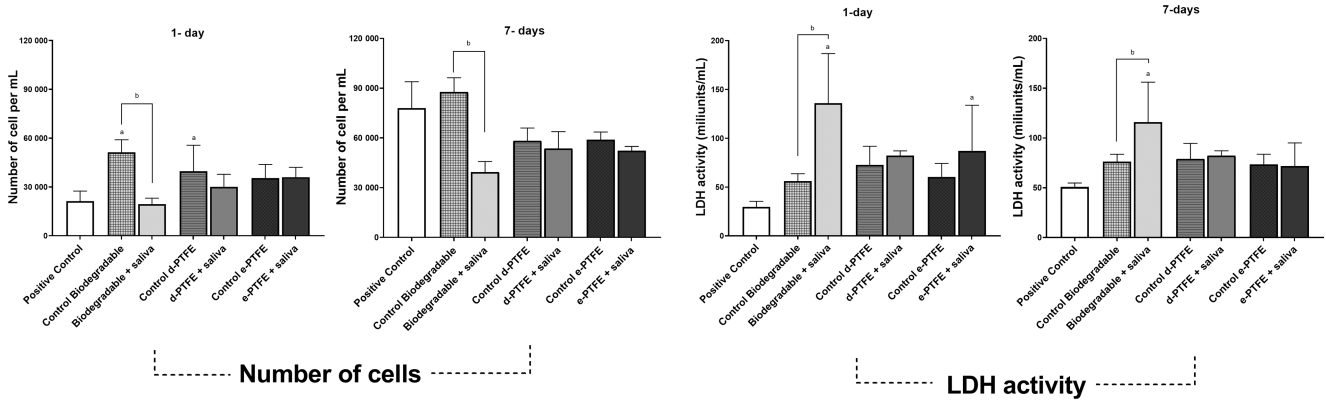 1- day
Number of cell per mL
120 000
90 000
60 000
30 000
0
a
b
a
Positive Control
Control Biodegradable
Biodegradable + saliva
Control d-PTFE
d-PTFE + saliva
Control e-PTFE
e-PTFE + saliva
7- days
Number of cell per mL
120 000
90 000
60 000
30 000
0
b
Positive Control
Control Biodegradable
Biodegradable + saliva
Control d-PTFE
d-PTFE + saliva
Control e-PTFE
e-PTFE + saliva
Number of cells
1-day
LDH activity (miliunits/mL)
200
150
100
50
0
b
a
a
Positive Control
Control Biodegradable
Biodegradable + saliva
Control d-PTFE
d-PTFE + saliva
Control e-PTFE
e-PTFE + saliva
7-days
LDH activity (miliunits/mL)
200
150
100
50
0
b
a
Positive Control
Control Biodegradable
Biodegradable + saliva
Control d-PTFE
d-PTFE + saliva
Control e-PTFE
e-PTFE + saliva
LDH activity